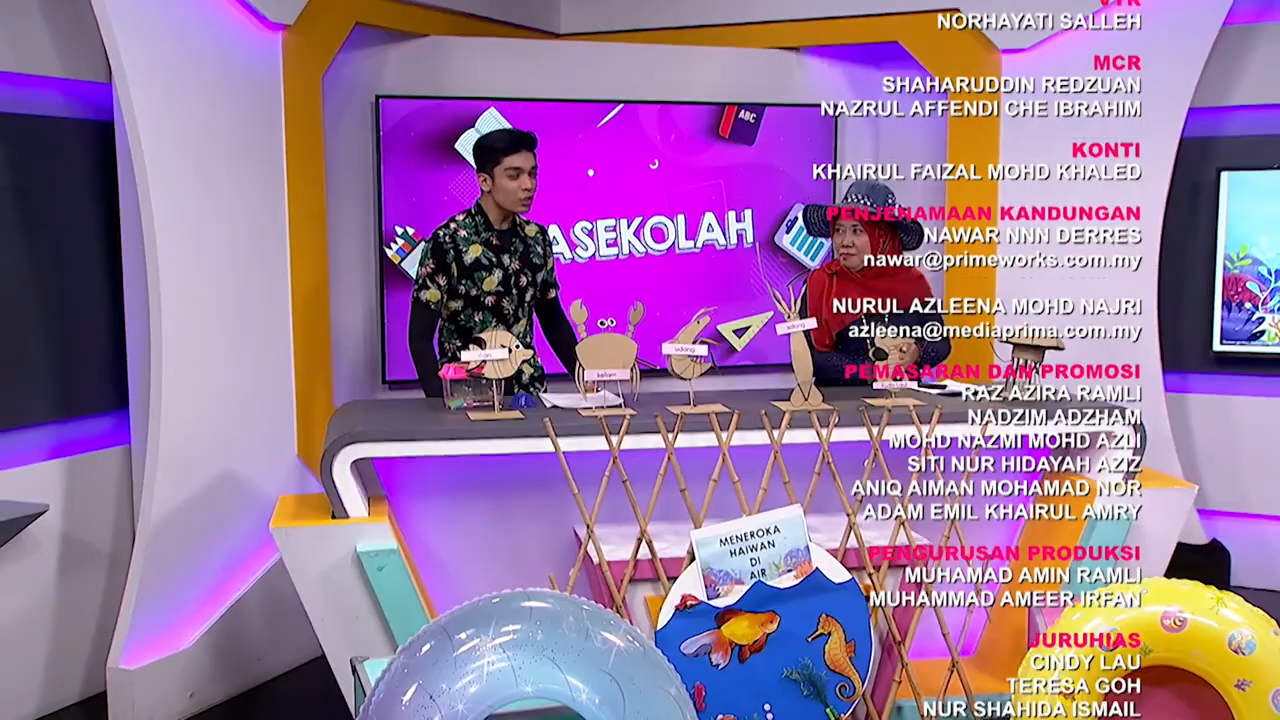 VTR
NORHAYATI SALLEH
MCR
SHAHARUDDIN REDZUAN
NAZRUL AFFENDI CHE IBRAHIM
KONTI
KHAIRUL FAIZAL MOHD KHALED
PENJENAMAAN KANDUNGAN
NAWAR NNN DERRES
nawar@primeworks.com.my
NURUL AZLEENA MOHD NAJRI
azleena@mediaprima.com.my
PEMASARAN DAN PROMOSI
RAZ AZIRA RAMLI
NADZIM ADZHAM
MOHD NAZMI MOHD AZLI
SITI NUR HIDAYAH AZIZ
ANIQ AIMAN MOHAMAD NOR
ADAM EMIL KHAIRUL AMRY
PENGURUSAN PRODUKSI
MUHAMAD AMIN RAMLI
MUHAMMAD AMEER IRFAN
JURUHIAS
CINDY LAU
TERESA GOH
NUR SHAHIDA ISMAIL
ABC
ASEKOLAH
ikan
ketam
udang
sotong
MENEROKA
HAIWAN
DI
AIR